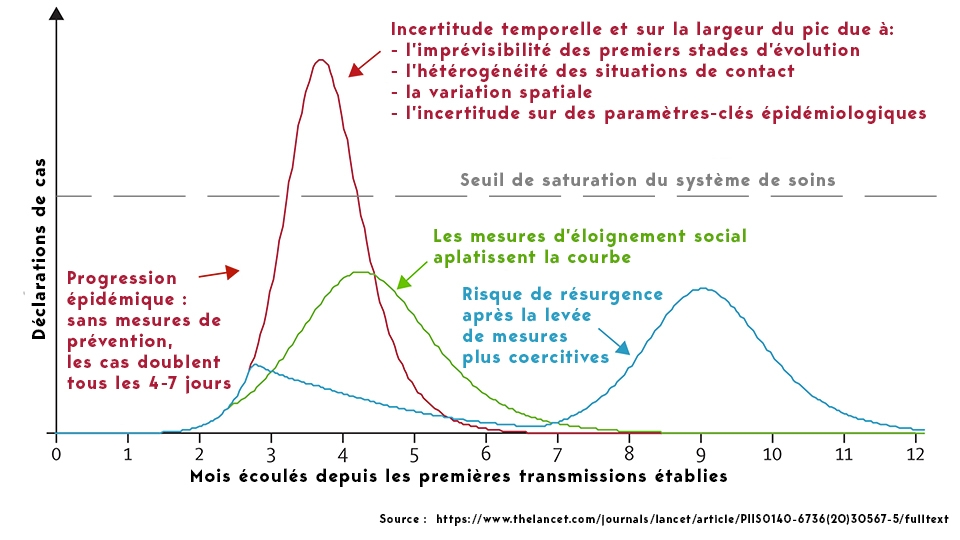 Incertitude temporelle et sur la largeur du pic due à:
- l'imprévisibilité des premiers stades d'évolution
- l'hétérogénéité des situations de contact
- la variation spatiale
- l'incertitude sur des paramètres-clés épidémiologiques
Seuil de saturation du système de soins
Déclarations de cas
Les mesures d'éloignement social
aplatissent la courbe
Progression
épidémique :
sans mesures de
prévention,
les cas doublent
tous les 4-7 jours
Risque de résurgence
après la levée
de mesures
plus coercitives
0 1 2 3 4 5 6 7 8 9 10 11 12
Mois écoulés depuis les premières transmissions établies
Source : https://www.thelancet.com/journals/lancet/article/PIIS0140-6736(20)30567-5/fulltext